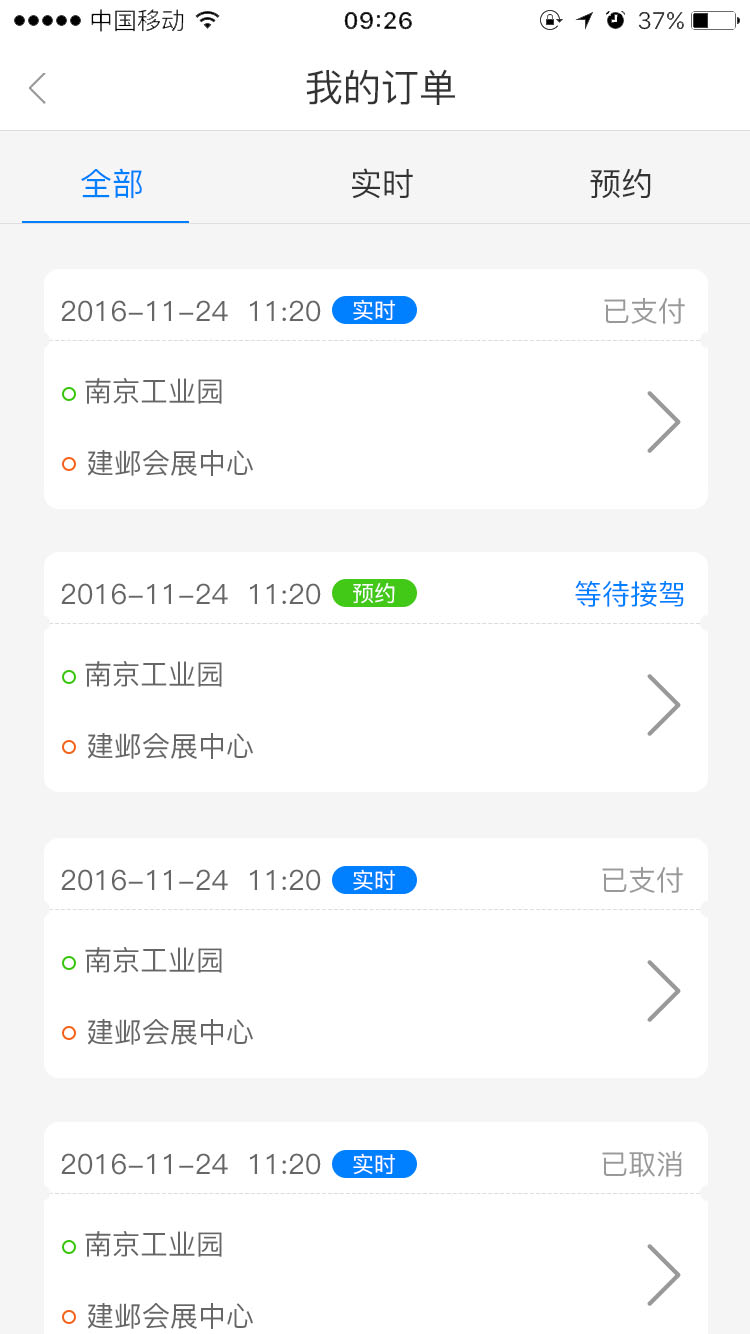 中国移动 09:26 37%
我的订单
全部 实时 预约
2016-11-24 11:20 实时 已支付
南京工业园
建邺会展中心
2016-11-24 11:20 预约 等待接驾
南京工业园
建邺会展中心
2016-11-24 11:20 实时 已支付
南京工业园
建邺会展中心
2016-11-24 11:20 实时 已取消
南京工业园
建邺会展中心